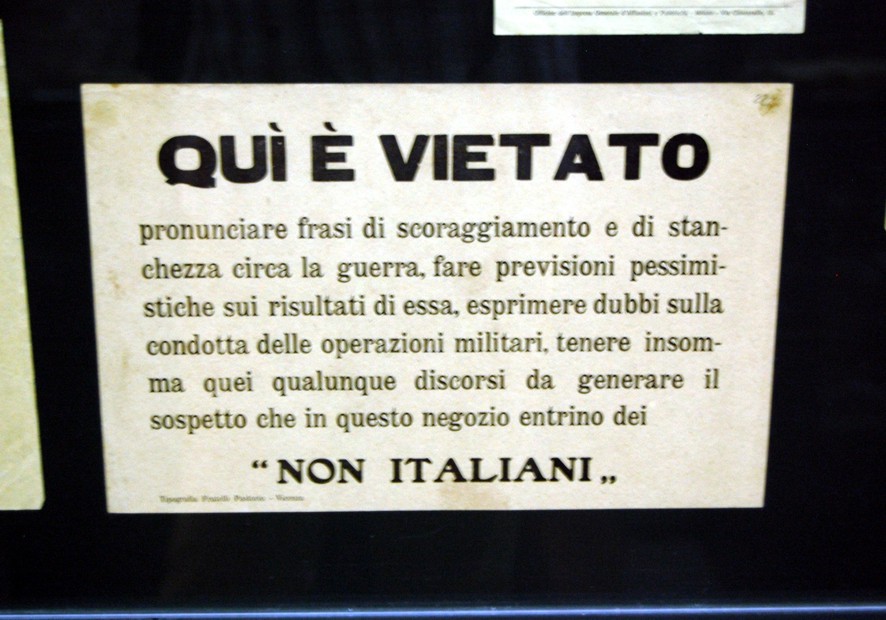 QUÌ È VIETATO
pronunciare frasi di scoraggiamento e di stan-
chezza circa la guerra, fare previsioni pessimi-
stiche sui risultati di essa, esprimere dubbi sulla
condotta delle operazioni militari, tenere insom-
ma quei qualunque discorsi da generare il
sospetto che in questo negozio entrino dei
“ NON ITALIANI „
Tipografia Fratelli